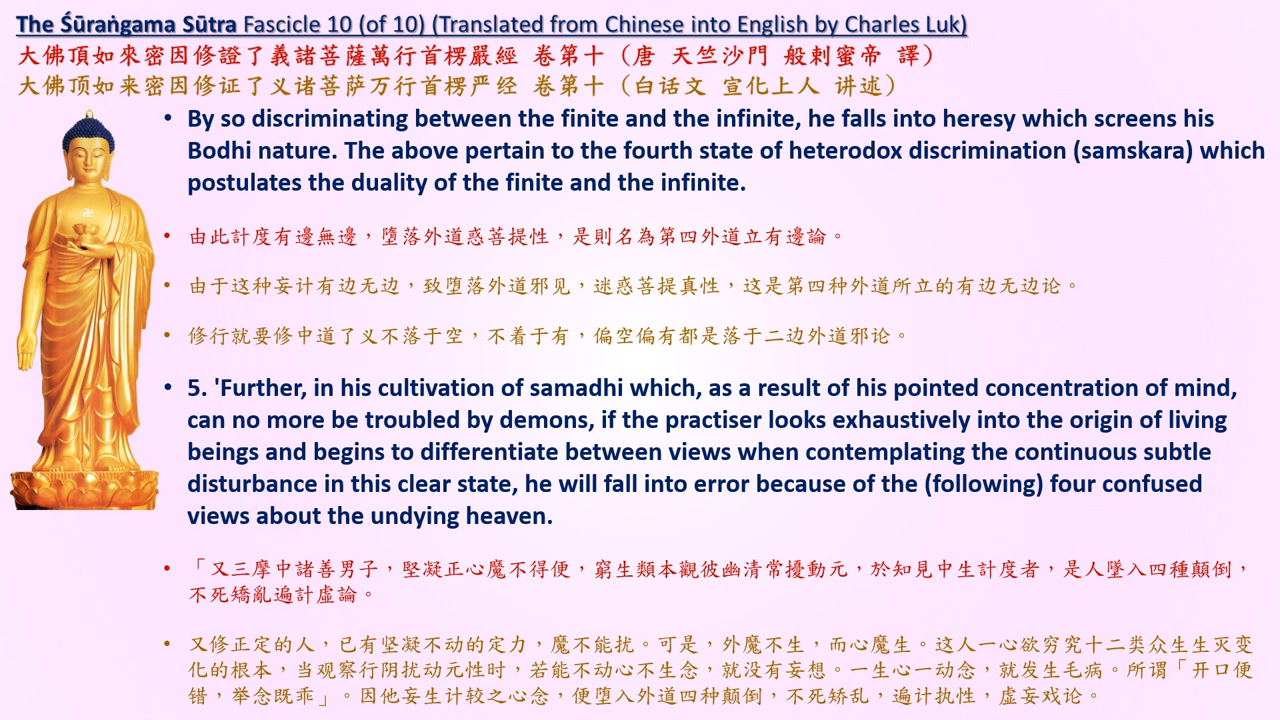 The Śūraṅgama Sūtra Fascicle 10 (of 10) (Translated from Chinese into English by Charles Luk)
大佛頂如來密因修證了義諸菩薩萬行首楞嚴經 卷第十（唐 天竺沙門 般剌蜜帝 譯）
大佛顶如来密因修证了义诸菩萨万行首楞严经 卷第十（白话文 宣化上人 讲述）
• By so discriminating between the finite and the infinite, he falls into heresy which screens his
Bodhi nature. The above pertain to the fourth state of heterodox discrimination (samskara) which
postulates the duality of the finite and the infinite.
• 由此計度有邊無邊，墮落外道惑菩提性，是則名為第四外道立有邊論。
• 由于这种妄计有边无边，致堕落外道邪见，迷惑菩提真性，这是第四种外道所立的有边无边论。
• 修行就要修中道了义不落于空，不着于有，偏空偏有都是落于二边外道邪论。
• 5. 'Further, in his cultivation of samadhi which, as a result of his pointed concentration of mind,
can no more be troubled by demons, if the practiser looks exhaustively into the origin of living
beings and begins to differentiate between views when contemplating the continuous subtle
disturbance in this clear state, he will fall into error because of the (following) four confused
views about the undying heaven.
• 「又三摩中諸善男子，堅凝正心魔不得便，窮生類本觀彼幽清常擾動元，於知見中生計度者，是人墜入四種顛倒，
不死矯亂遍計虛論。
• 又修正定的人，已有坚凝不动的定力，魔不能扰。可是，外魔不生，而心魔生。这人一心欲穷究十二类众生生灭变
化的根本，当观察行阴扰动元性时，若能不动心不生念，就没有妄想。一生心一动念，就发生毛病。所谓「开口便
错，举念既乖」。因他妄生计较之心念，便堕入外道四种颠倒，不死矫乱，遍计执性，虚妄戏论。